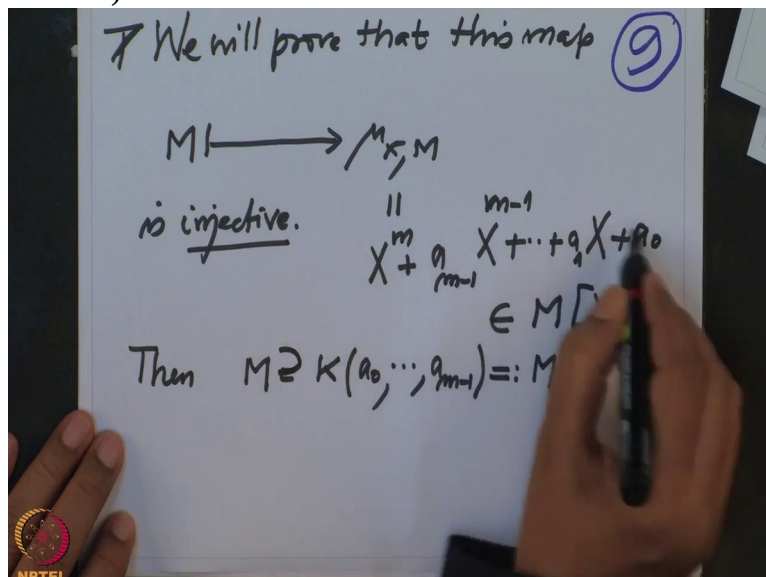 7 We will prove that this map 9
M ⟼ μ_{x, M}
is injective. || 
X^m + a_{m-1} X^{m-1} + ·· + a_1 X + a_0
∈ M[
Then M ⊇ K(a_0, ..., a_{m-1}) =: M
NPTEL